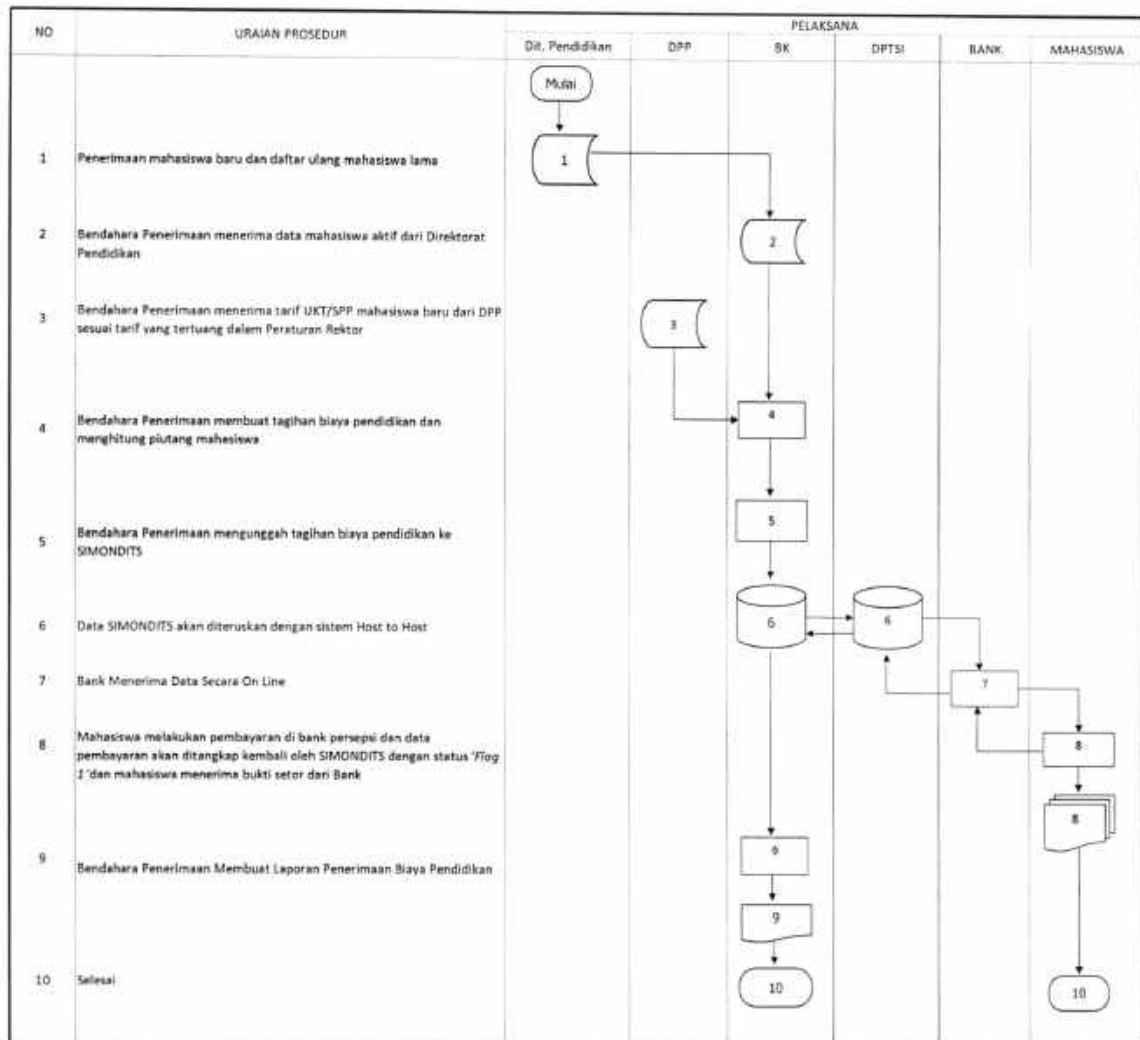 NO
URAIAN PROSEDUR
PELAKSANA
Dit. Pendidikan
DPP
BK
DPTSI
BANK
MAHASISWA
Mulai
1
Penerimaan mahasiswa baru dan daftar ulang mahasiswa lama
1
2
Bendahara Penerimaan menerima data mahasiswa aktif dari Direktorat
Pendidikan
2
3
Bendahara Penerimaan menerima tarif UKT/SPP mahasiswa baru dari DPP
sesuai tarif yang tertuang dalam Peraturan Rektor
3
4
Bendahara Penerimaan membuat tagihan biaya pendidikan dan
menghitung piutang mahasiswa
4
5
Bendahara Penerimaan mengunggah tagihan biaya pendidikan ke
SIMONDITS
5
6
Data SIMONDITS akan diteruskan dengan sistem Host to Host
6
6
7
Bank Menerima Data Secara On Line
7
8
Mahasiswa melakukan pembayaran di bank persepsi dan data
pembayaran akan ditangkap kembali oleh SIMONDITS dengan status 'Flag
1' dan mahasiswa menerima bukti setor dari Bank
8
8
9
Bendahara Penerimaan Membuat Laporan Penerimaan Biaya Pendidikan
9
9
10
Selesai
10
10